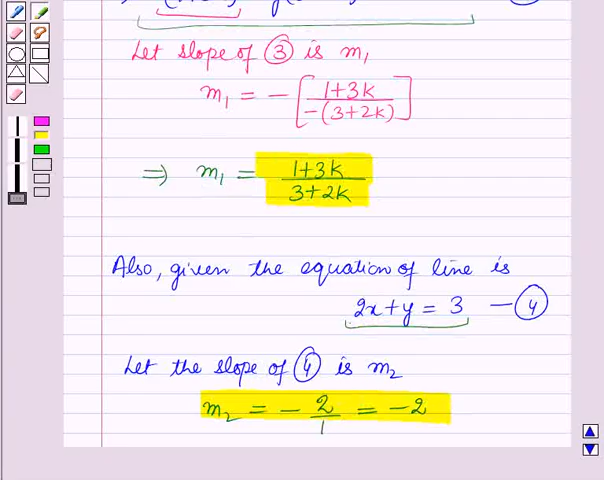 Let slope of ③ is m₁
m₁ = - [ 1+3k / -(3+2k) ]
⇒ m₁ = 1+3k / 3+2k
Also, given the equation of line is
2x+y = 3 — ④
Let the slope of ④ is m₂
m₂ = - 2/1 = -2